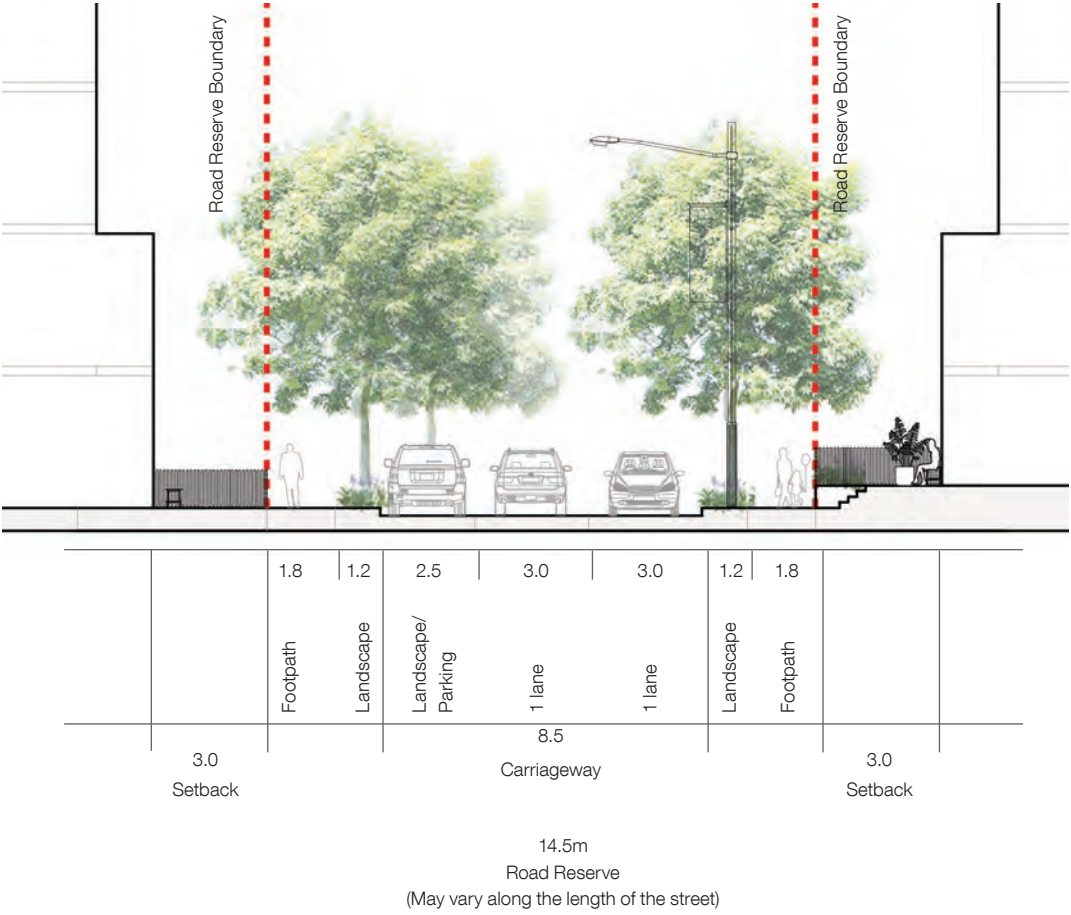 Road Reserve Boundary
Road Reserve Boundary
1.8
1.2
2.5
3.0
3.0
1.2
1.8
Footpath
Landscape
Landscape/
Parking
1 lane
1 lane
Landscape
Footpath
8.5
Carriageway
3.0
Setback
3.0
Setback
14.5m
Road Reserve
(May vary along the length of the street)